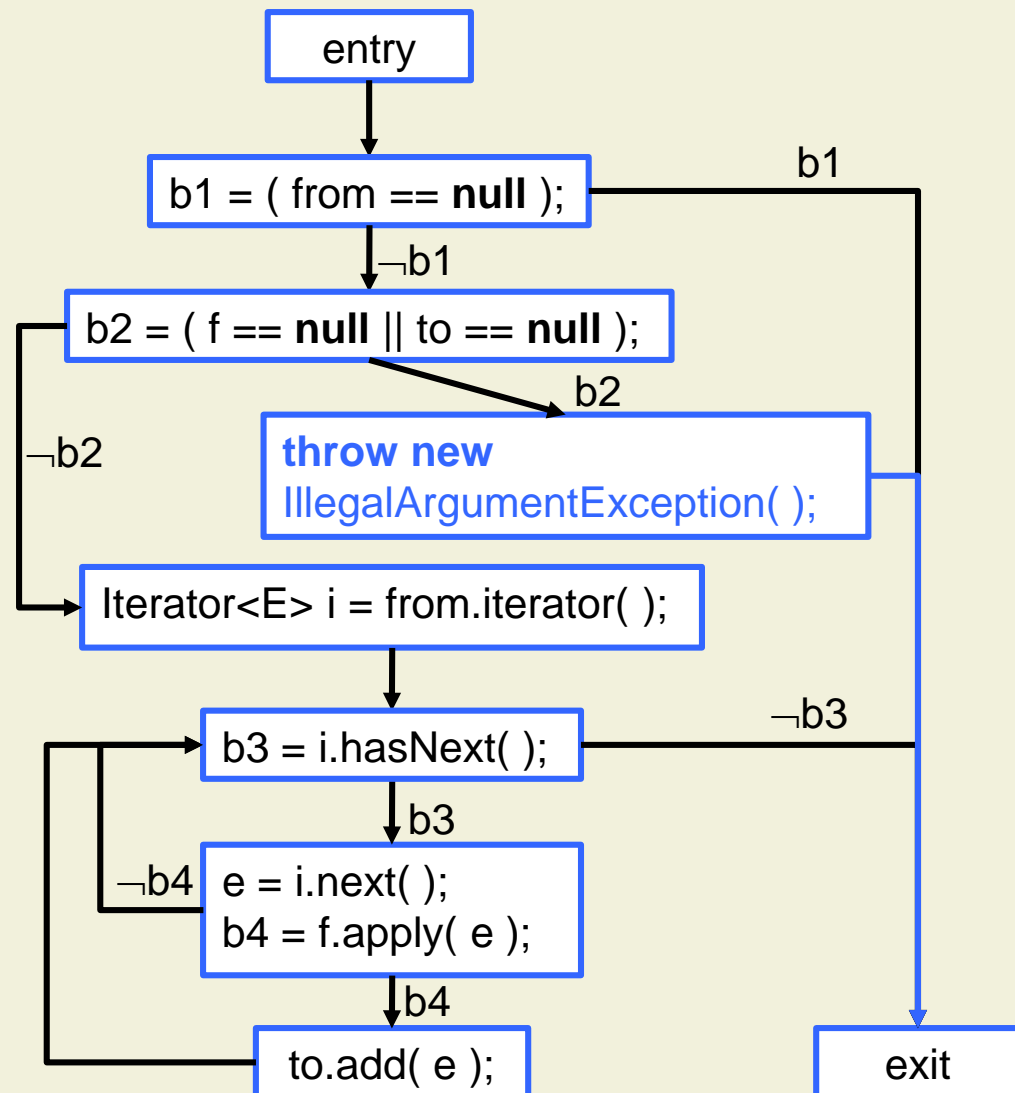 entry
b1
b1 = ( from == null );
¬b1
b2 = ( f == null || to == null );
b2
¬b2
throw new
IllegalArgumentException( );
Iterator<E> i = from.iterator( );
¬b3
b3 = i.hasNext( );
b3
¬b4
e = i.next( );
b4 = f.apply( e );
b4
to.add( e );
exit